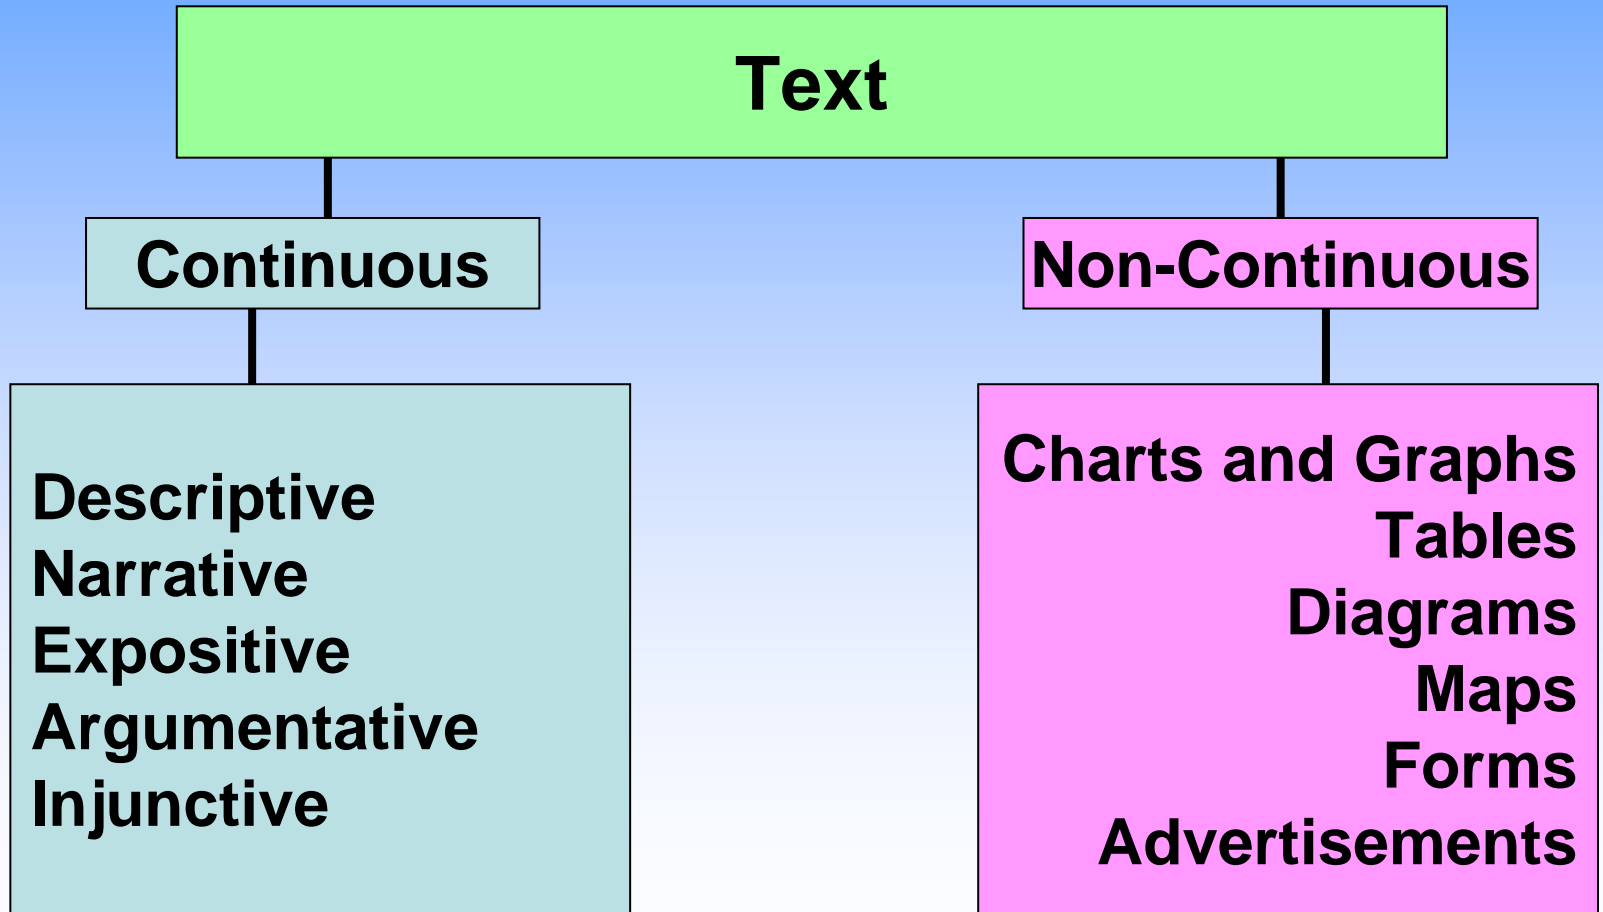 Text
Continuous
Non-Continuous
Descriptive
Narrative
Expositive
Argumentative
Injunctive
Charts and Graphs
Tables
Diagrams
Maps
Forms
Advertisements